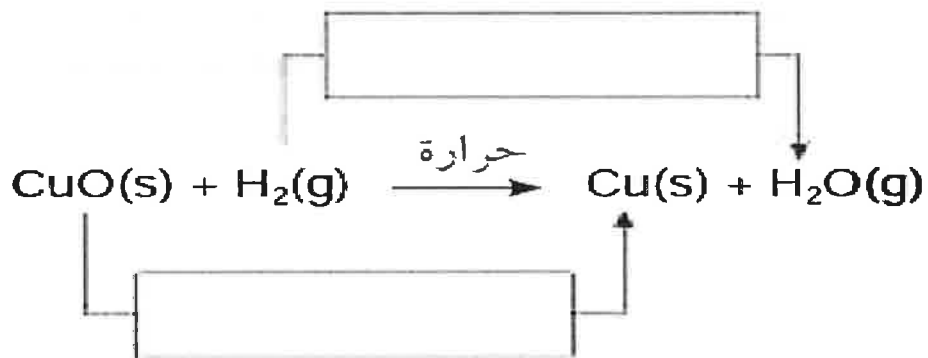 حرارة
CuO(s) + H₂(g) ⟶ Cu(s) + H₂O(g)